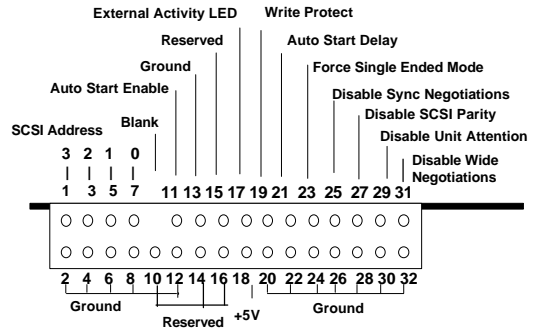 External Activity LED Write Protect
Reserved Auto Start Delay
Ground Force Single Ended Mode
Auto Start Enable Disable Sync Negotiations
SCSI Address Blank Disable SCSI Parity
Disable Unit Attention
3 2 1 0 Disable Wide
Negotiations
1 3 5 7 11 13 15 17 19 21 23 25 27 29 31
2 4 6 8 10 12 14 16 18 20 22 24 26 28 30 32
Ground Ground
Reserved +5V